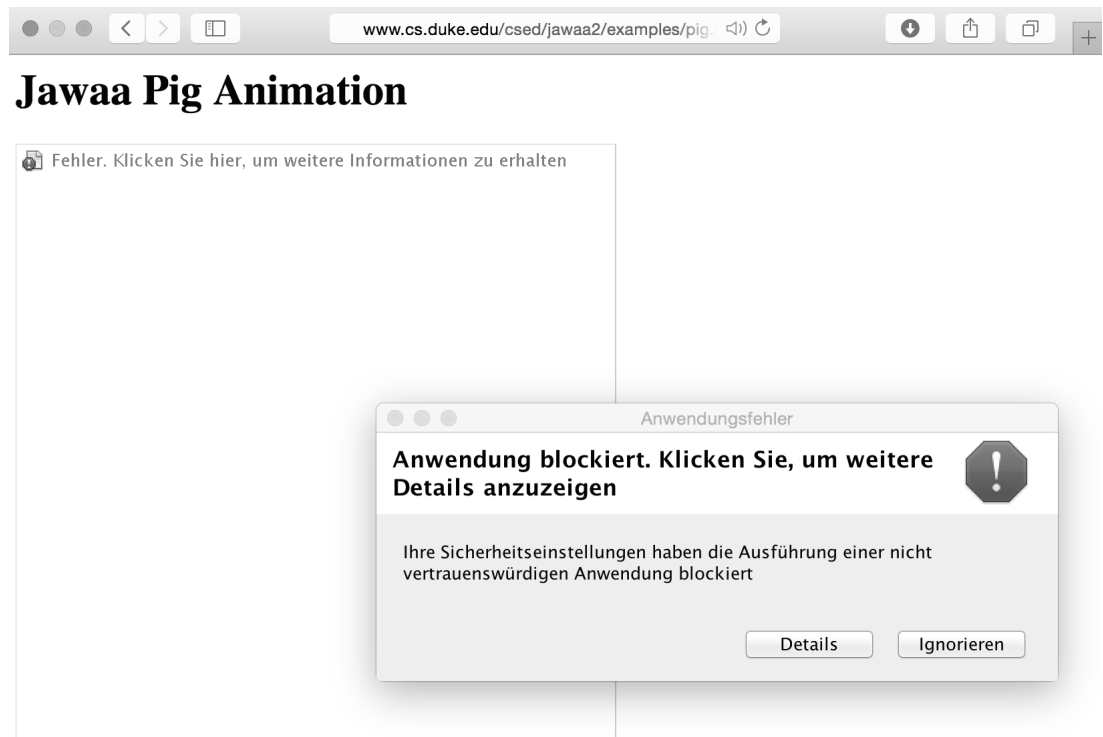 www.cs.duke.edu/csed/jawaa2/examples/pig.
Jawaa Pig Animation
Fehler. Klicken Sie hier, um weitere Informationen zu erhalten
Anwendungsfehler
Anwendung blockiert. Klicken Sie, um weitere
Details anzuzeigen
Ihre Sicherheitseinstellungen haben die Ausführung einer nicht
vertrauenswürdigen Anwendung blockiert
Details
Ignorieren